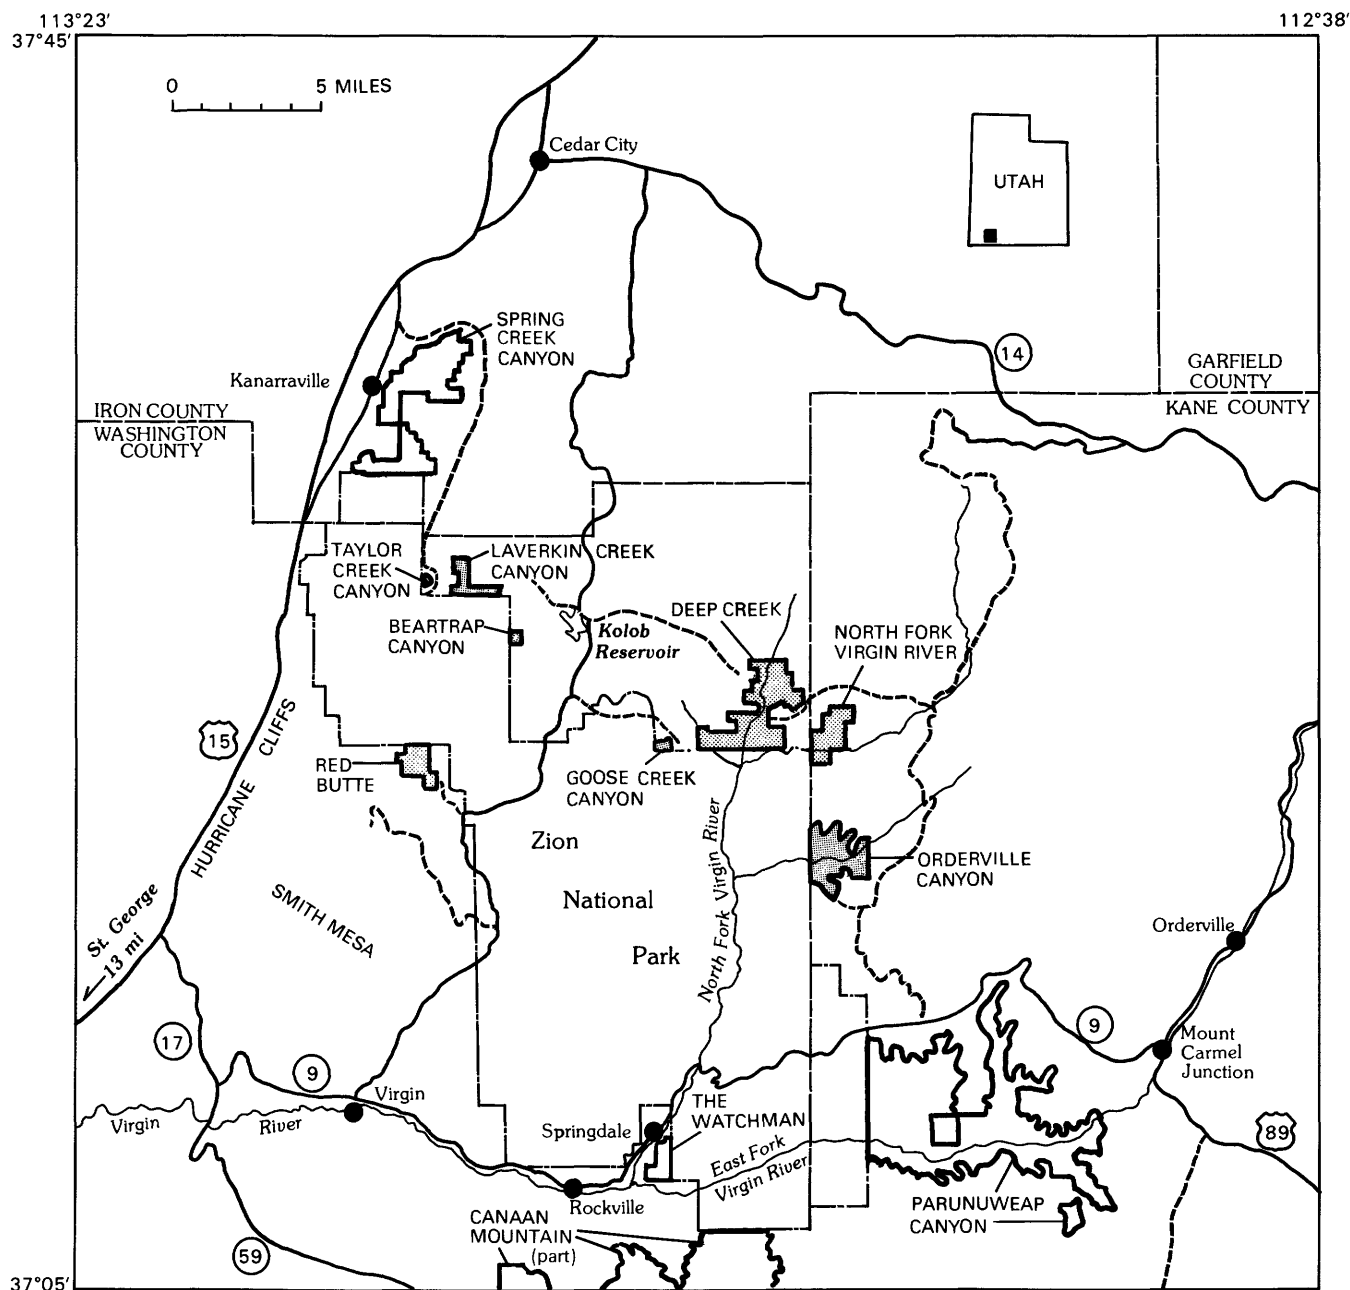 113°23′
112°38′
37°45′
0 5 MILES
Cedar City
UTAH
SPRING
CREEK
CANYON
14
Kanarraville
GARFIELD
COUNTY
KANE COUNTY
IRON COUNTY
WASHINGTON
COUNTY
TAYLOR
CREEK
CANYON
LAVERKIN CREEK
CANYON
DEEP CREEK
BEARTRAP
CANYON
Kolob
Reservoir
NORTH FORK
VIRGIN RIVER
15
HURRICANE CLIFFS
RED
BUTTE
GOOSE CREEK
CANYON
Zion
National
Park
North Fork Virgin River
ORDERVILLE
CANYON
SMITH MESA
St. George
13 mi
Orderville
17
9
9
Mount
Carmel
Junction
Virgin
Virgin River
THE
WATCHMAN
Springdale
East Fork
Virgin River
89
Rockville
PARUNUWEAP
CANYON
CANAAN
MOUNTAIN
(part)
59
37°05′